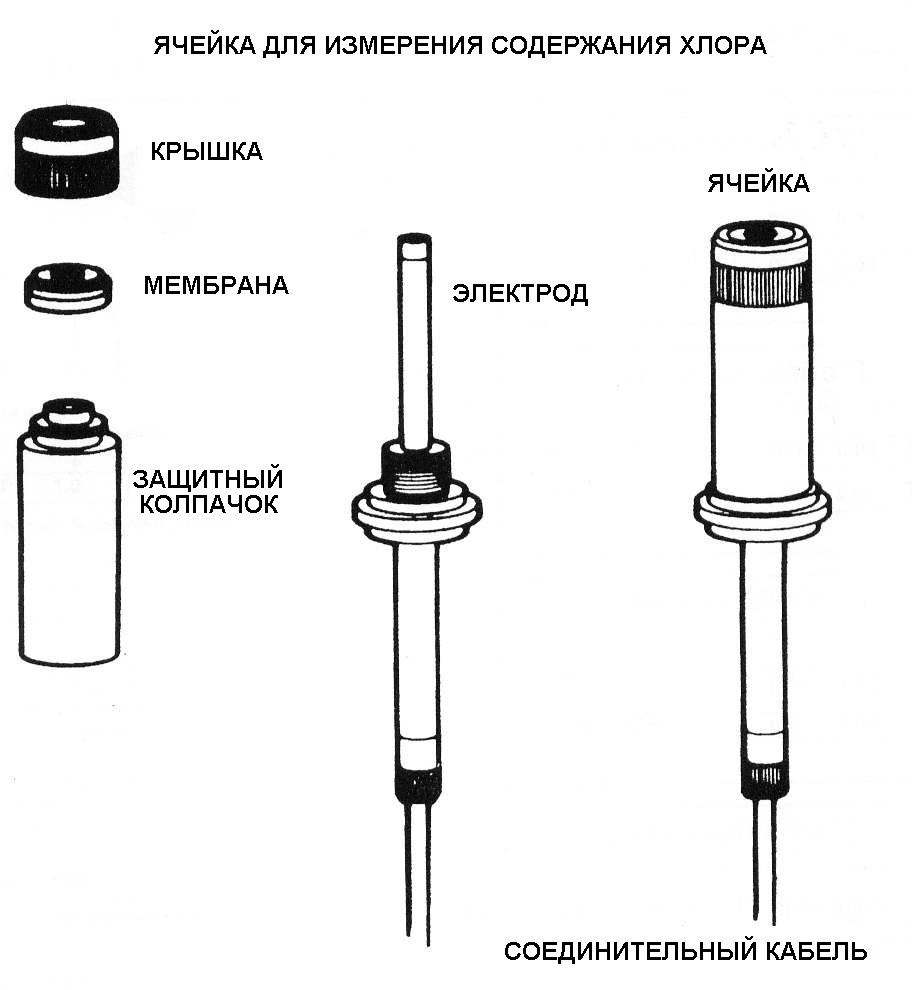 ЯЧЕЙКА ДЛЯ ИЗМЕРЕНИЯ СОДЕРЖАНИЯ ХЛОРА
КРЫШКА
ЯЧЕЙКА
МЕМБРАНА
ЭЛЕКТРОД
ЗАЩИТНЫЙ
КОЛПАЧОК
СОЕДИНИТЕЛЬНЫЙ КАБЕЛЬ